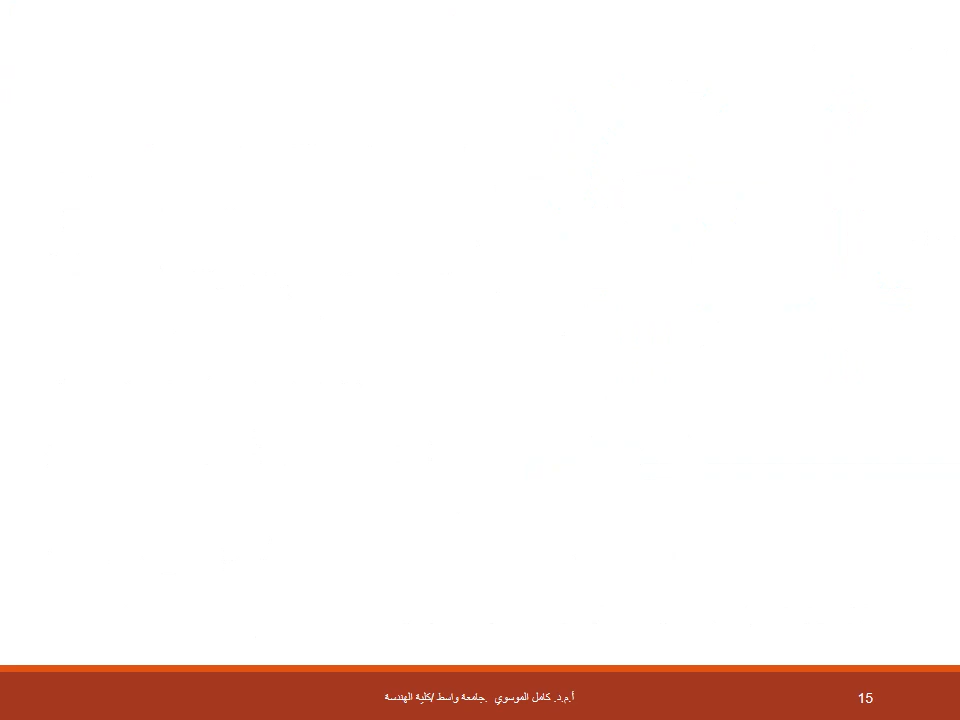 أ.م.د. كامل الموسوي .جامعة واسط /كلية الهندسة
15